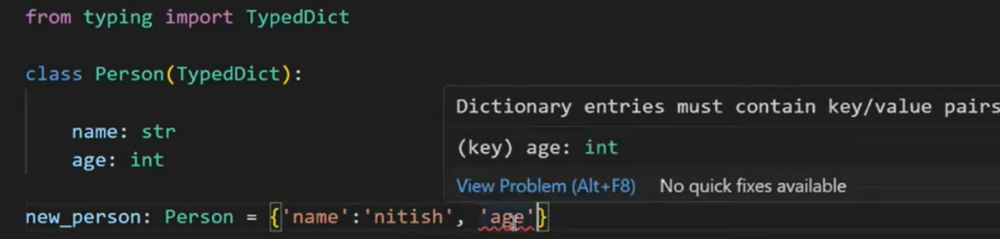 from typing import TypedDict
class Person(TypedDict):
Dictionary entries must contain key/value pairs
name: str
(key) age: int
age: int
View Problem (Alt+F8) No quick fixes available
new_person: Person = {'name':'nitish', 'age'}